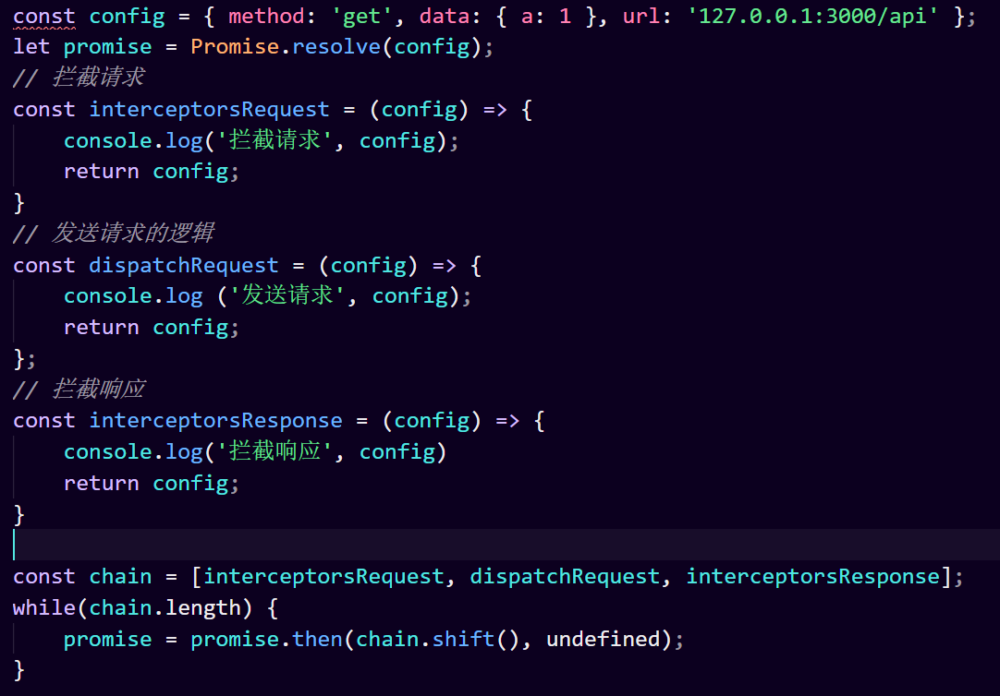 const config = { method: 'get', data: { a: 1 }, url: '127.0.0.1:3000/api' };
let promise = Promise.resolve(config);
// 拦截请求
const interceptorsRequest = (config) => {
    console.log('拦截请求', config);
    return config;
}
// 发送请求的逻辑
const dispatchRequest = (config) => {
    console.log ('发送请求', config);
    return config;
};
// 拦截响应
const interceptorsResponse = (config) => {
    console.log('拦截响应', config)
    return config;
}
const chain = [interceptorsRequest, dispatchRequest, interceptorsResponse];
while(chain.length) {
    promise = promise.then(chain.shift(), undefined);
}